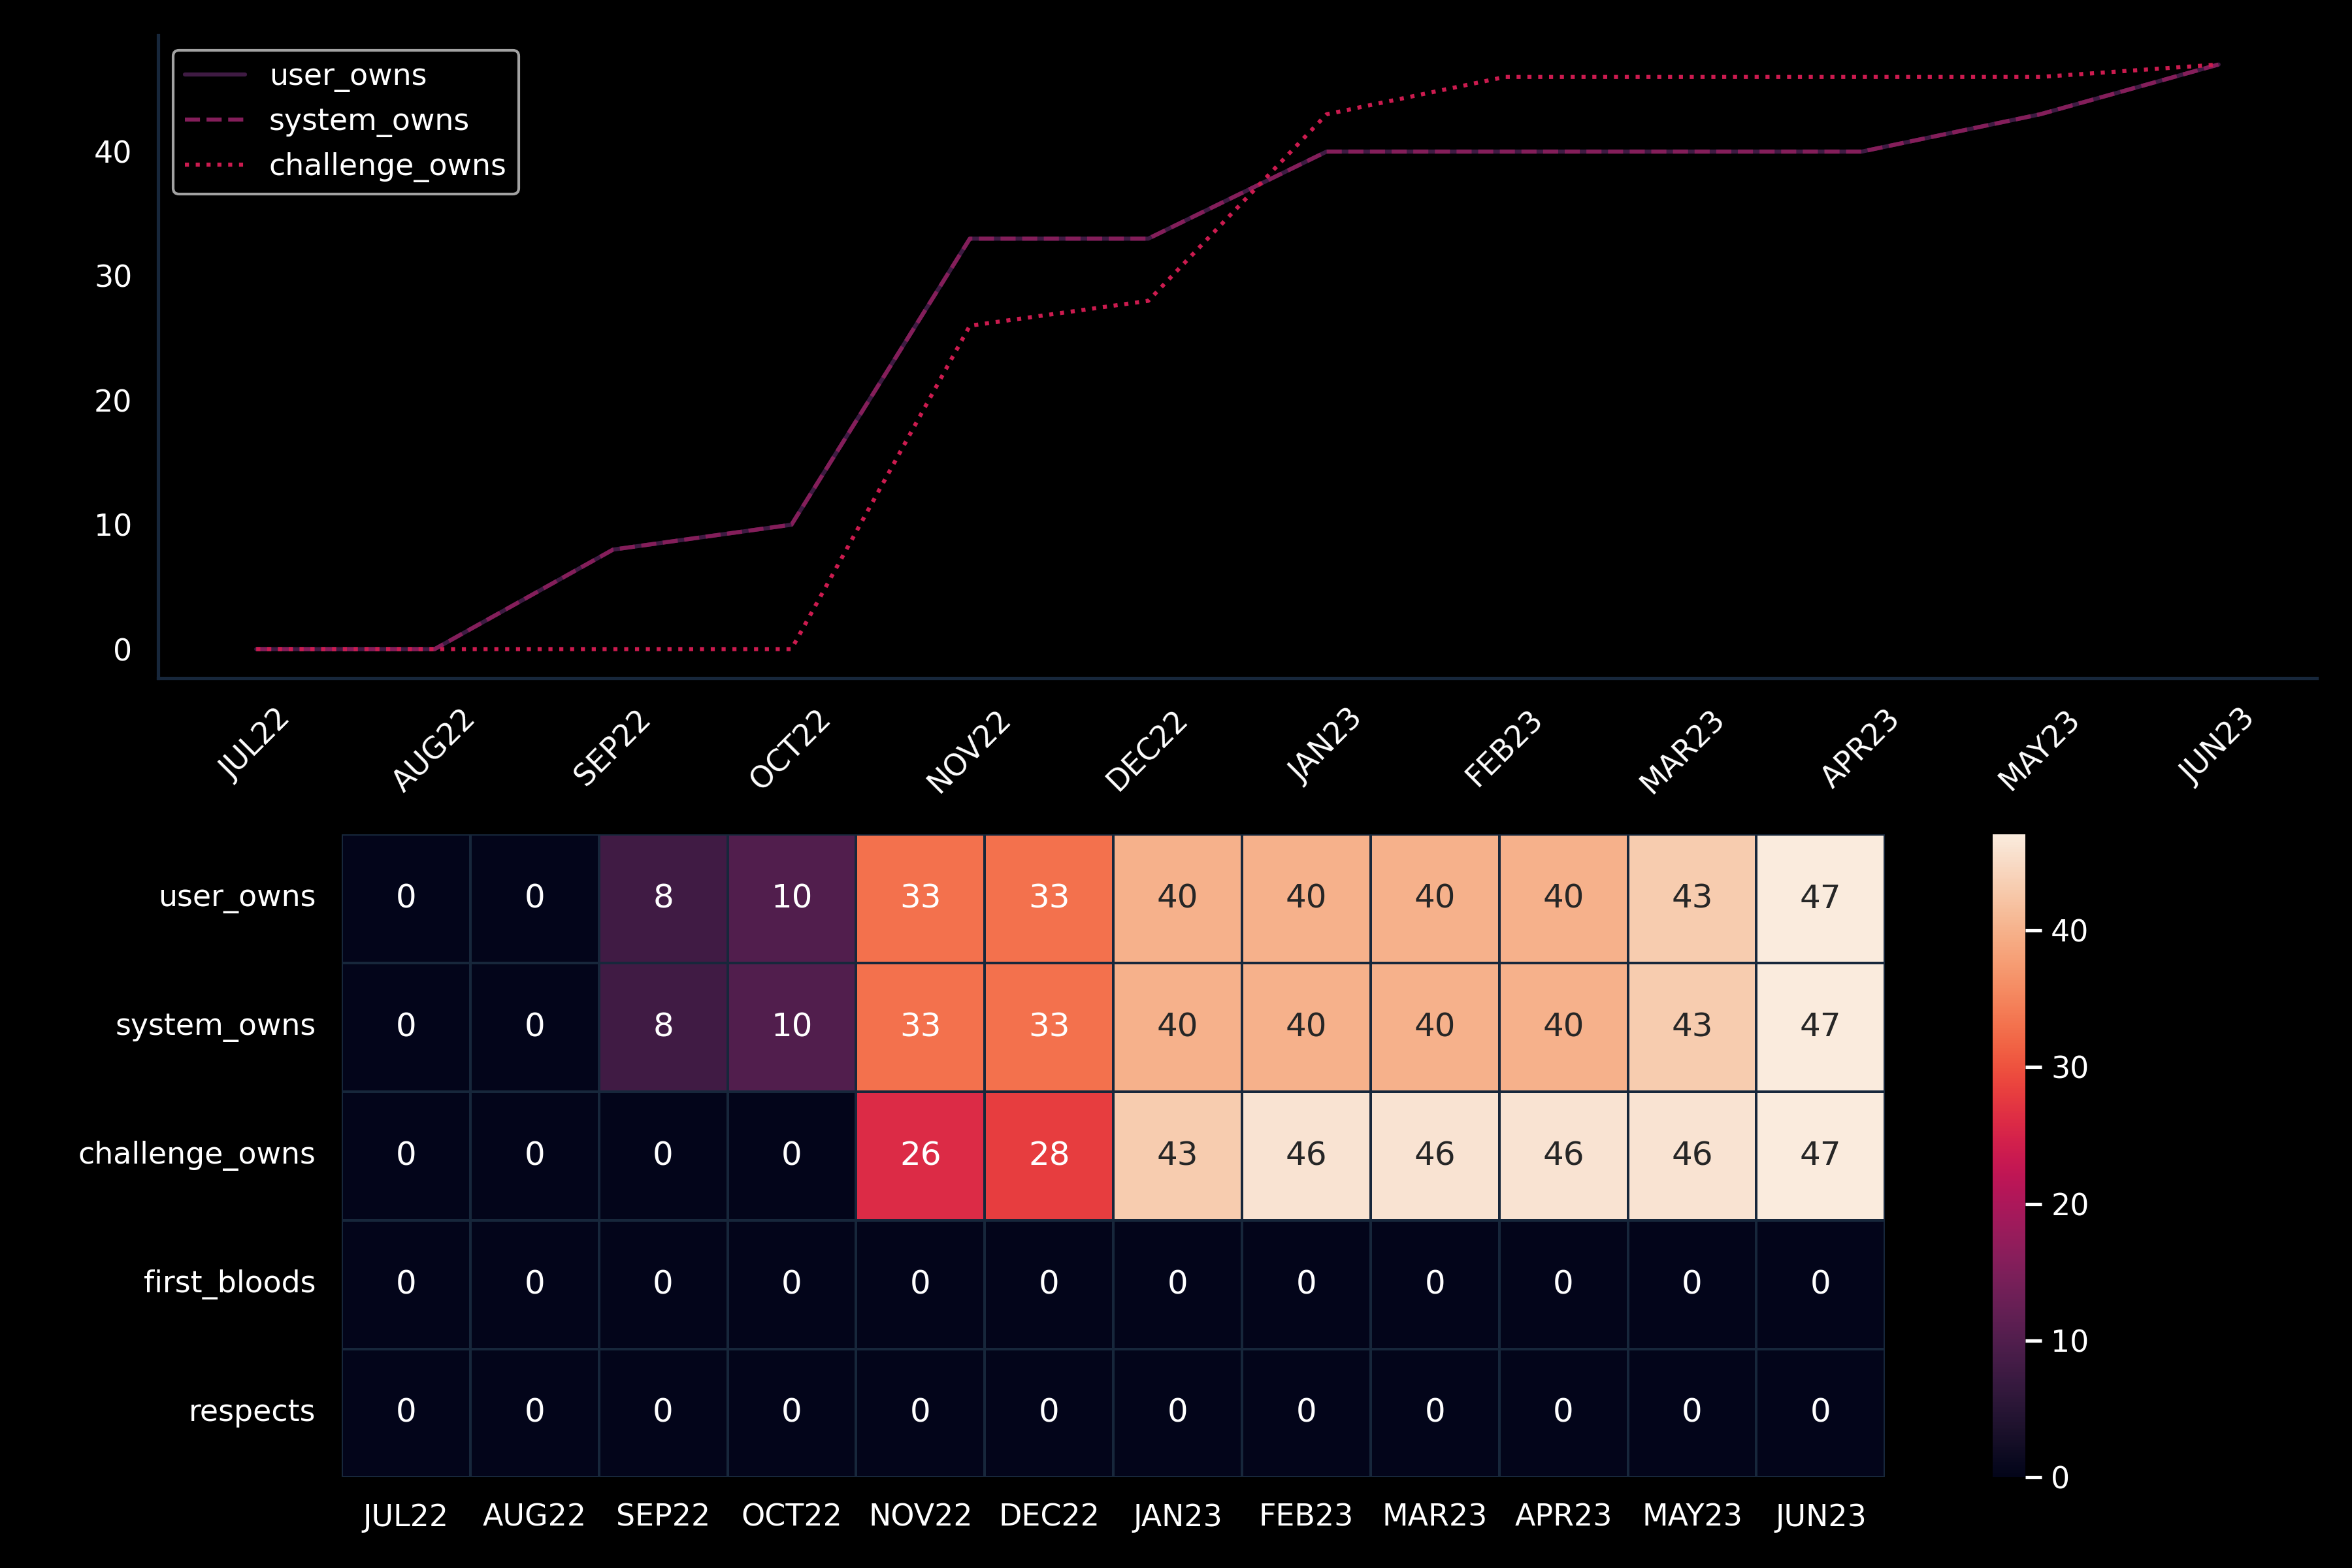 user_owns
system_owns
challenge_owns
40
30
20
10
0
JUL22 AUG22 SEP22 OCT22 NOV22 DEC22 JAN23 FEB23 MAR23 APR23 MAY23 JUN23
user_owns 0 0 8 10 33 33 40 40 40 40 43 47
system_owns 0 0 8 10 33 33 40 40 40 40 43 47
challenge_owns 0 0 0 0 26 28 43 46 46 46 46 47
first_bloods 0 0 0 0 0 0 0 0 0 0 0 0
respects 0 0 0 0 0 0 0 0 0 0 0 0
JUL22 AUG22 SEP22 OCT22 NOV22 DEC22 JAN23 FEB23 MAR23 APR23 MAY23 JUN23
40
30
20
10
0